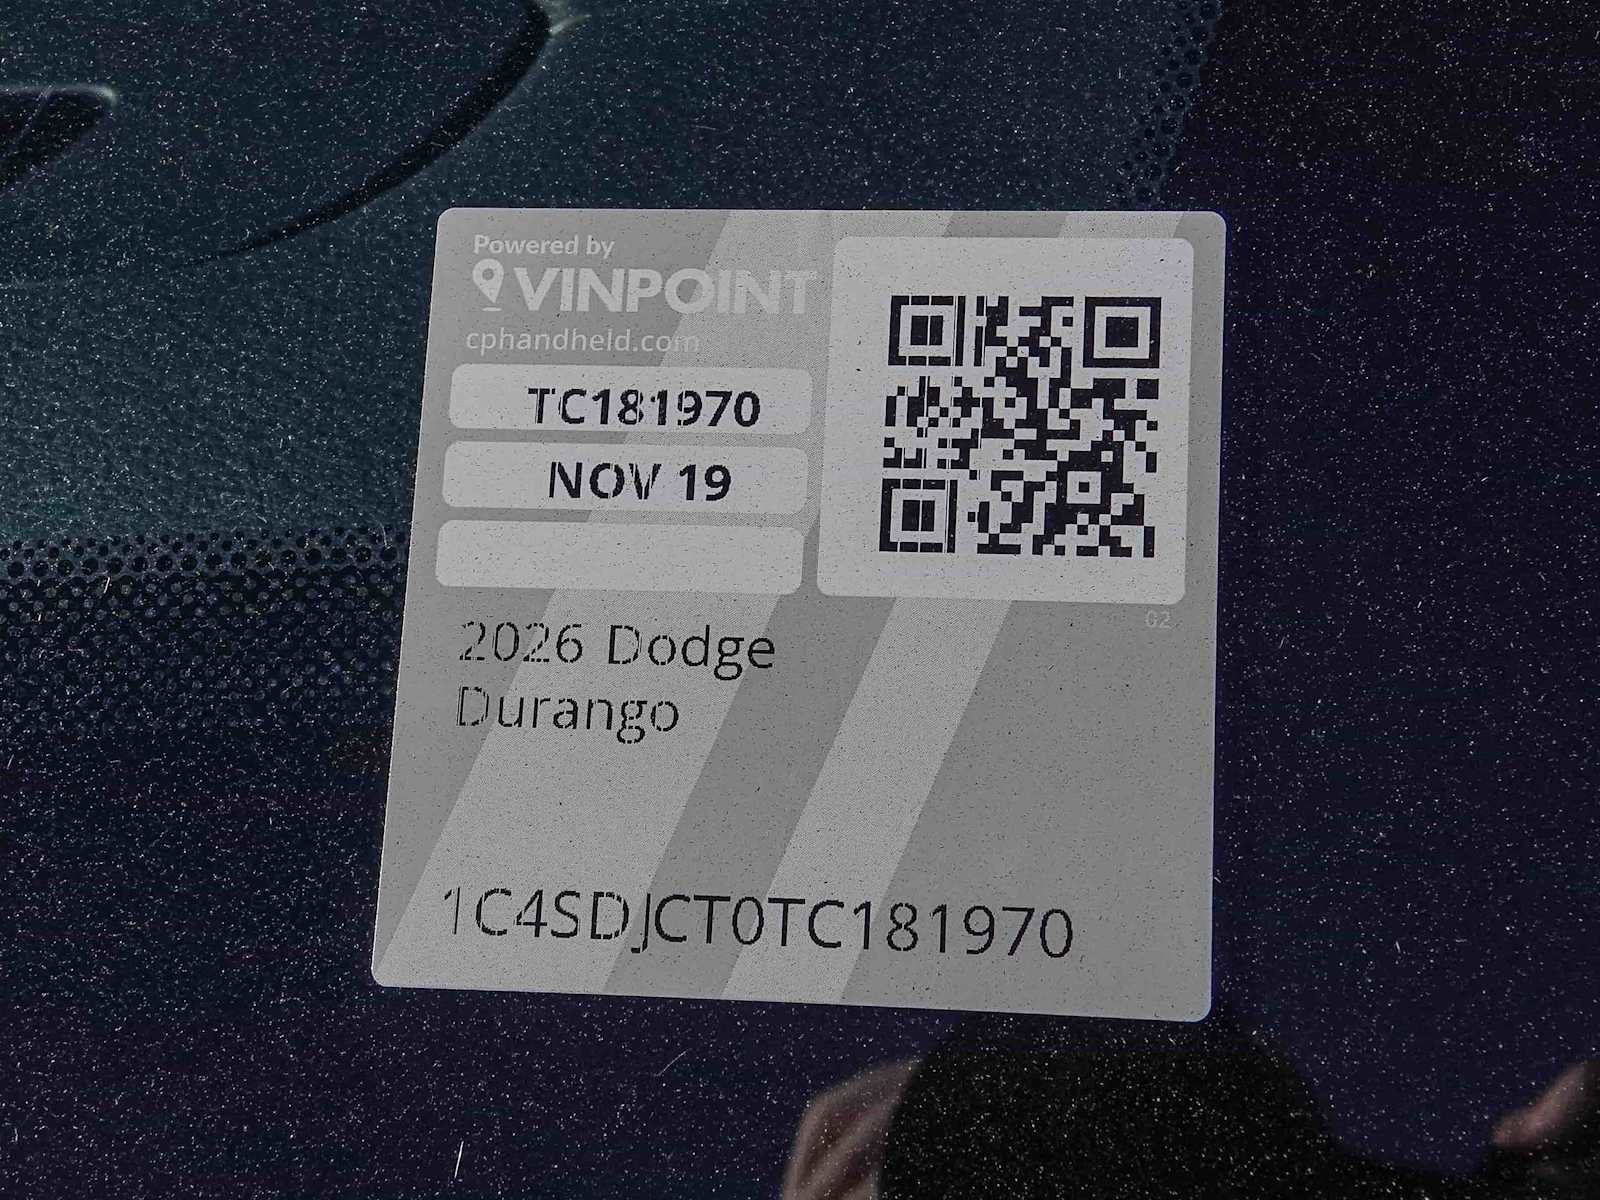 Powered by
VINPOINT
cphandheld.com
TC181970
NOV 19
02
2026 Dodge
Durango
1C4SDJCT0TC181970